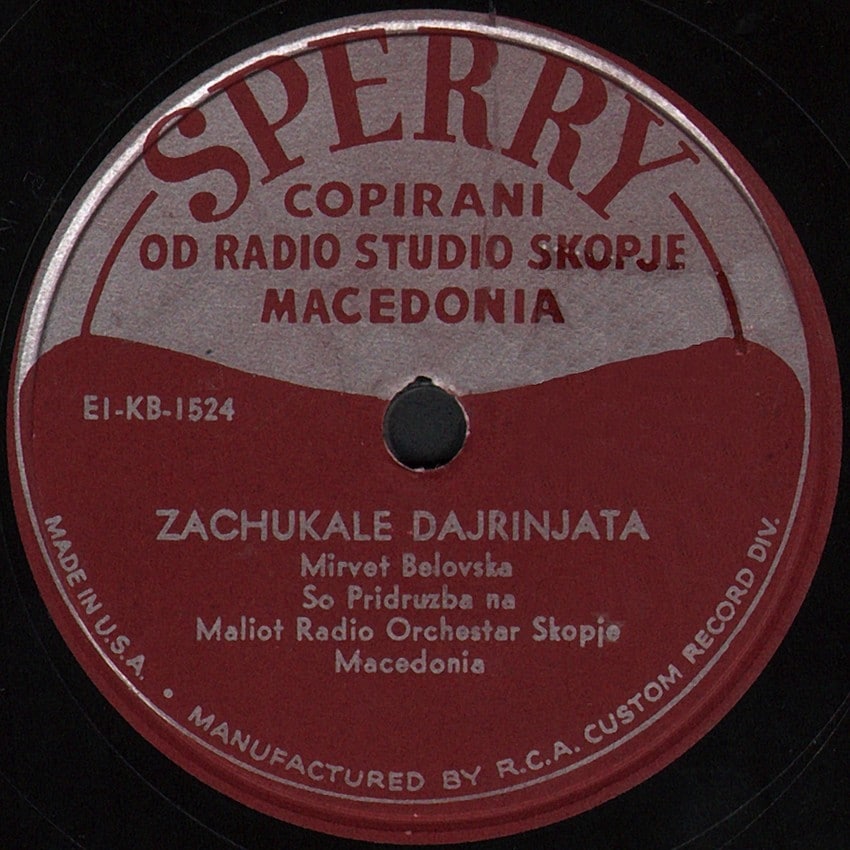 SPERRY
COPIRANI
OD RADIO STUDIO SKOPJE
MACEDONIA
E1-KB-1524
ZACHUKALE DAJRINJATA
Mirvet Belovska
So Pridruzba na
Maliot Radio Orchestar Skopje
Macedonia
MADE IN U.S.A. • MANUFACTURED BY R.C.A. CUSTOM RECORD DIV.